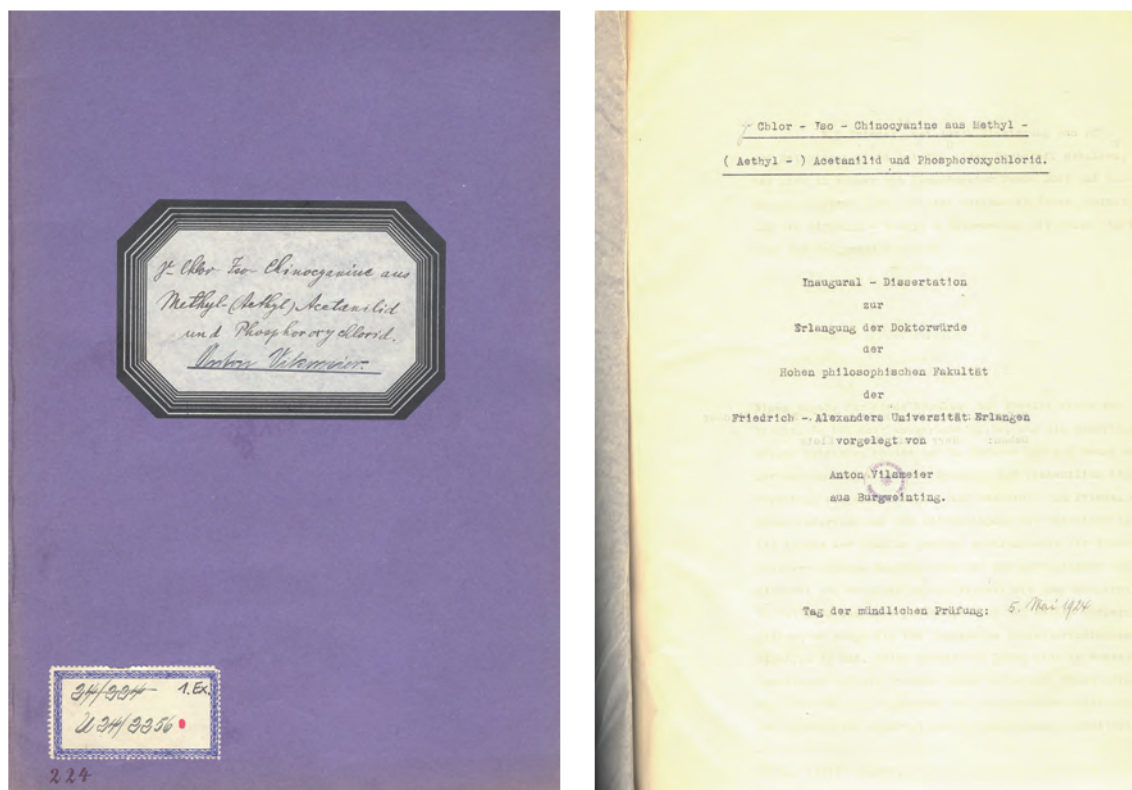 γ- Chlor Iso-Chinocyanine aus
Methyl-(Aethyl) Acetanilid
und Phosphoroxychlorid.
Anton Vilsmeier.
24/224 1. Ex.
U 24/3356
224
γ Chlor - Iso - Chinocyanine aus Methyl -
( Aethyl - ) Acetanilid und Phosphoroxychlorid.
Inaugural - Dissertation
zur
Erlangung der Doktorwürde
der
Hohen philosophischen Fakultät
der
Friedrich - Alexanders Universität Erlangen
vorgelegt von
Anton Vilsmeier
aus Burgweinting.
Tag der mündlichen Prüfung: 5. Mai 1924